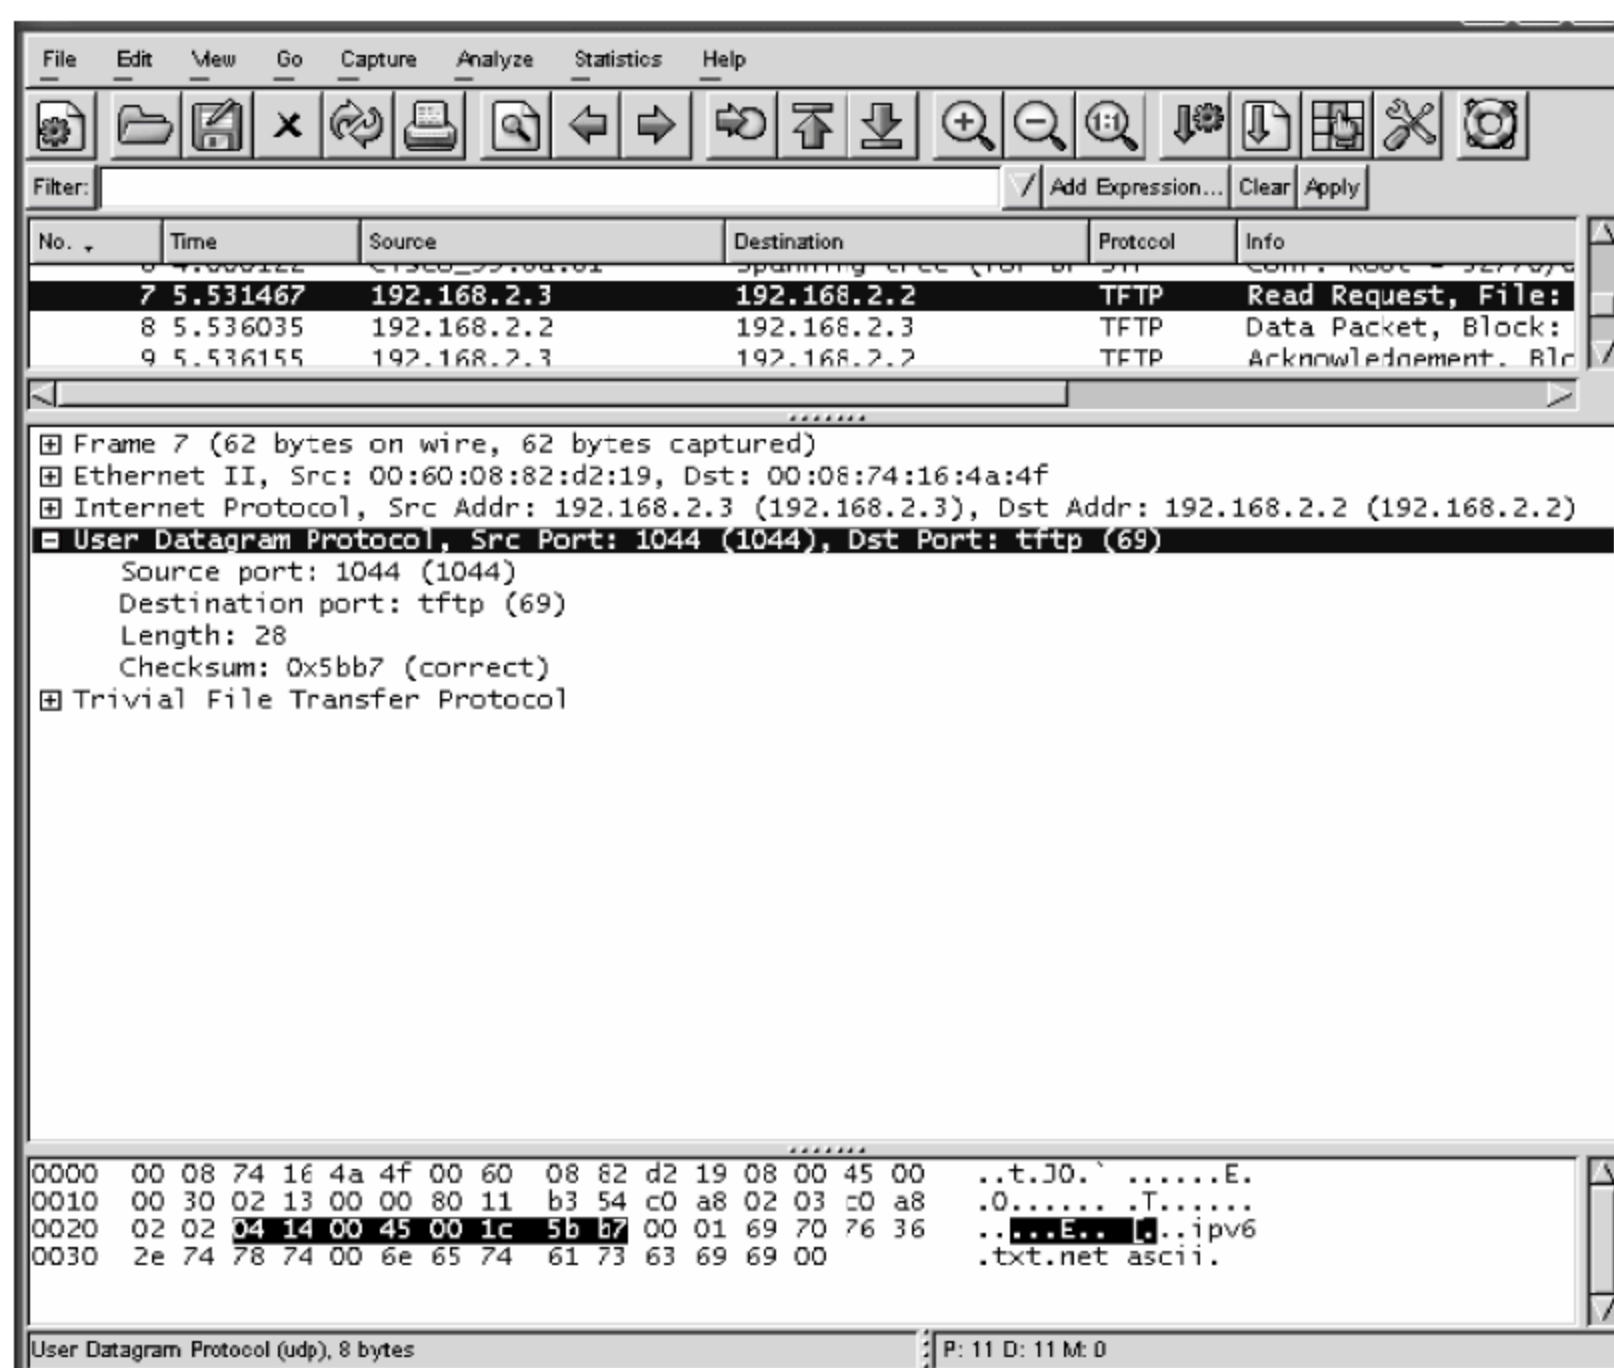 File Edit View Go Capture Analyze Statistics Help
1:1
Filter: Add Expression... Clear Apply
No. Time Source Destination Protocol Info
7 5.531467 192.168.2.3 192.168.2.2 TFTP Read Request, File:
8 5.536035 192.168.2.2 192.168.2.3 TFTP Data Packet, Block:
9 5.536155 192.168.2.3 192.168.2.2 TFTP Acknowledgement, Blc
Frame 7 (62 bytes on wire, 62 bytes captured)
Ethernet II, Src: 00:60:08:82:d2:19, Dst: 00:08:74:16:4a:4f
Internet Protocol, Src Addr: 192.168.2.3 (192.168.2.3), Dst Addr: 192.168.2.2 (192.168.2.2)
User Datagram Protocol, Src Port: 1044 (1044), Dst Port: tftp (69)
Source port: 1044 (1044)
Destination port: tftp (69)
Length: 28
Checksum: 0x5bb7 (correct)
Trivial File Transfer Protocol
0000 00 08 74 16 4a 4f 00 60 08 82 d2 19 08 00 45 00 ..t.JO.` ......E.
0010 00 30 02 13 00 00 80 11 b3 54 c0 a8 02 03 c0 a8 .0...... .T......
0020 02 02 04 14 00 45 00 1c 5b b7 00 01 69 70 76 36 .....E.. [...ipv6
0030 2e 74 78 74 00 6e 65 74 61 73 63 69 69 00 .txt.net ascii.
User Datagram Protocol (udp), 8 bytes P: 11 D: 11 M: 0